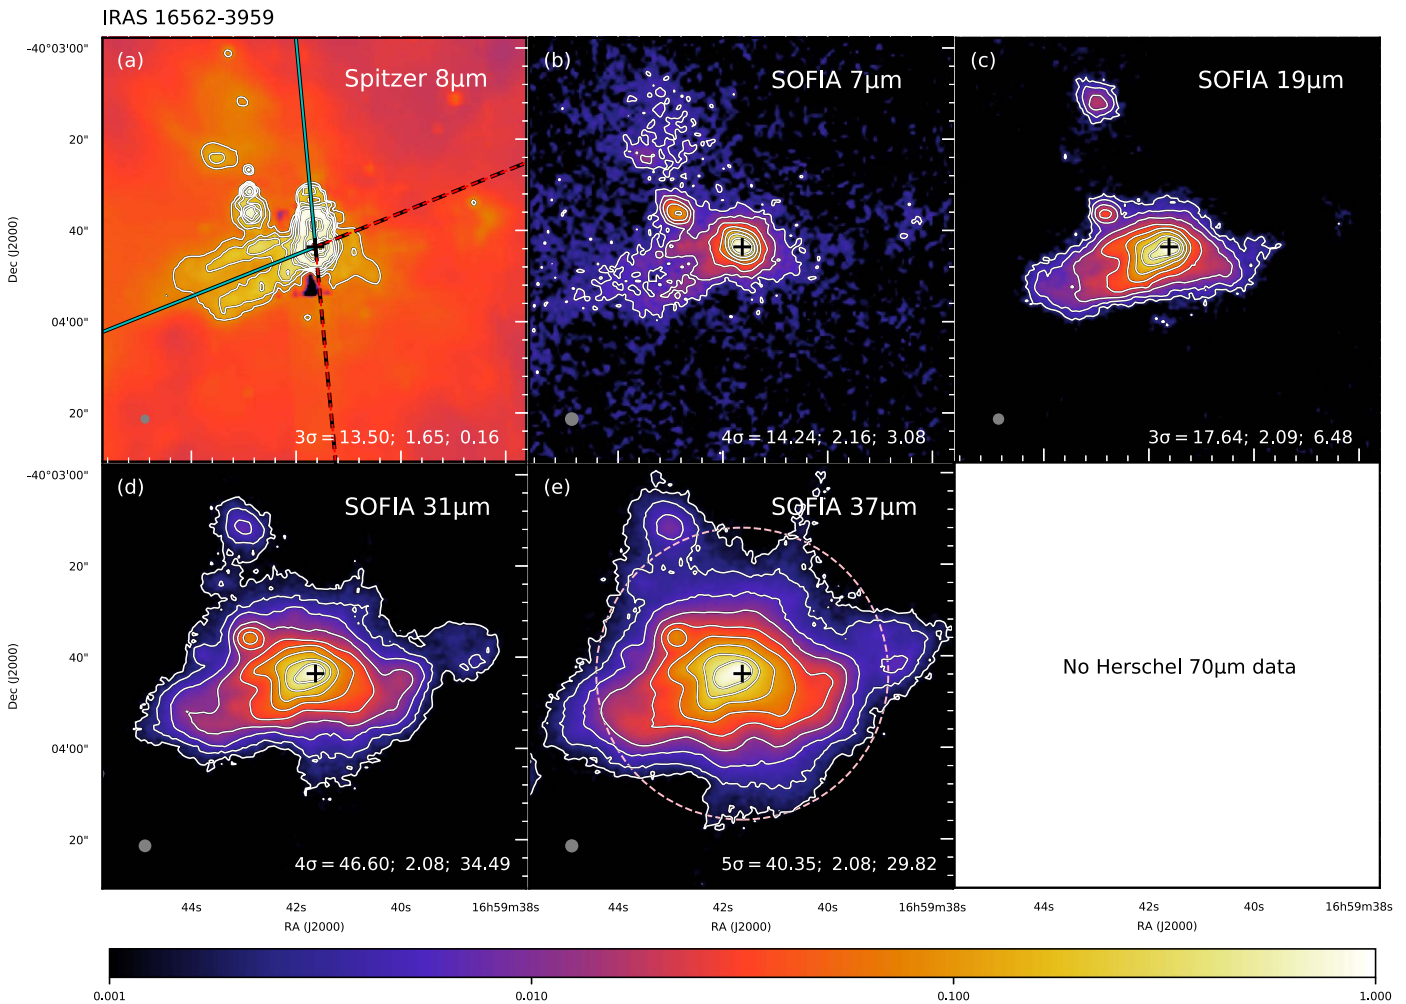 IRAS 16562-3959
(a)
Spitzer 8μm
3σ = 13.50; 1.65; 0.16
(b)
SOFIA 7μm
4σ = 14.24; 2.16; 3.08
(c)
SOFIA 19μm
3σ = 17.64; 2.09; 6.48
-40°03'00"
20"
40"
04'00"
20"
Dec (J2000)
(d)
SOFIA 31μm
4σ = 46.60; 2.08; 34.49
(e)
SOFIA 37μm
5σ = 40.35; 2.08; 29.82
No Herschel 70μm data
-40°03'00"
20"
40"
04'00"
20"
Dec (J2000)
44s 42s 40s 16h59m38s
RA (J2000)
42s 40s 16h59m38s
RA (J2000)
44s 42s 40s 16h59m38s
RA (J2000)
0.001 0.010 0.100 1.000